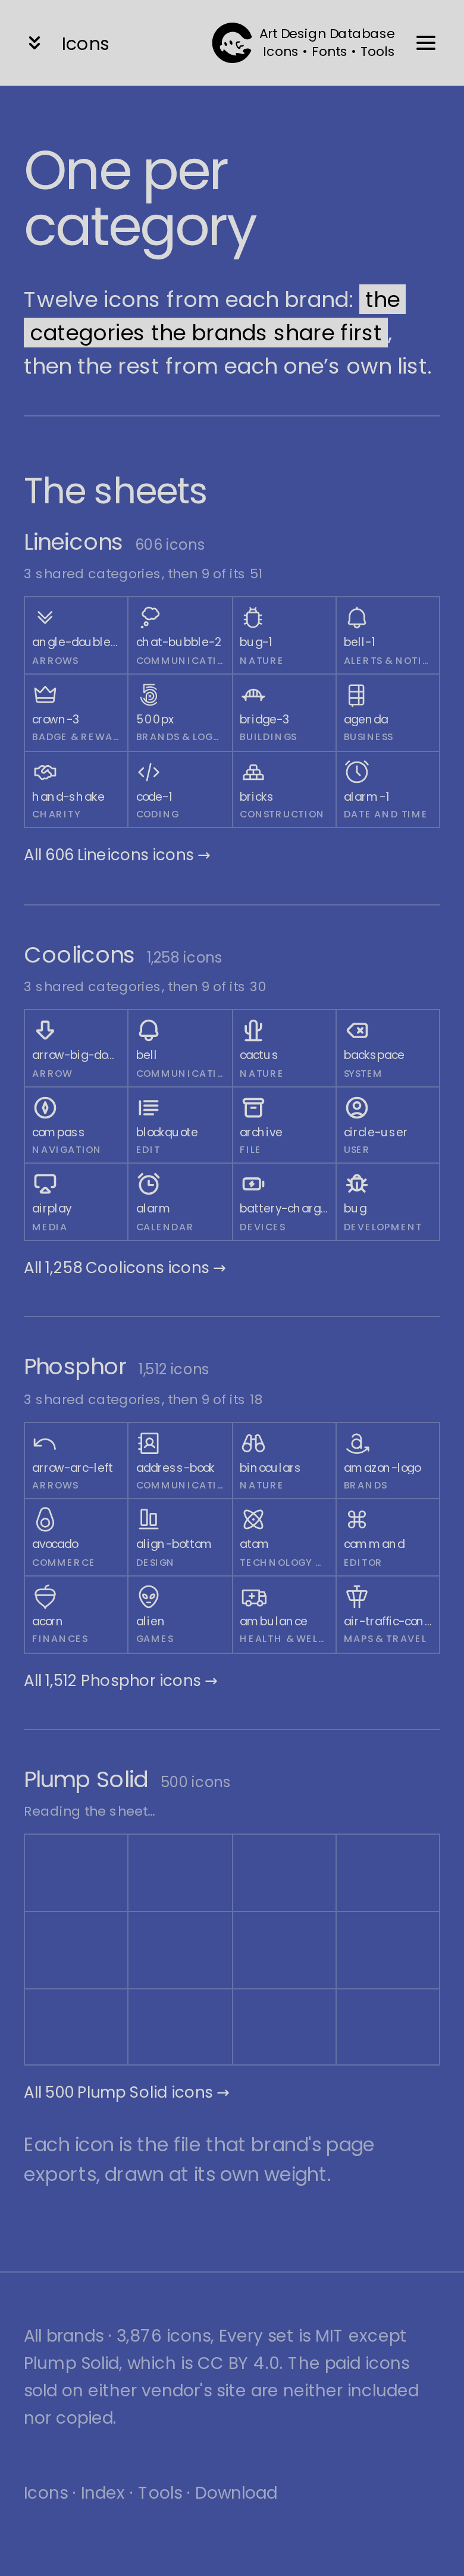 Icons
Art Design Database
Icons • Fonts • Tools
One per
category
Twelve icons from each brand: the
categories the brands share first,
then the rest from each one’s own list.
The sheets
Lineicons 606 icons
3 shared categories, then 9 of its 51
angle-double... chat-bubble-2 bug-1 bell-1
ARROWS COMMUNICATI... NATURE ALERTS & NOTI...
crown-3 500px bridge-3 agenda
BADGE & REWA... BRANDS & LOG... BUILDINGS BUSINESS
hand-shake code-1 bricks alarm-1
CHARITY CODING CONSTRUCTION DATE AND TIME
All 606 Lineicons icons →
Coolicons 1,258 icons
3 shared categories, then 9 of its 30
arrow-big-do... bell cactus backspace
ARROW COMMUNICATI... NATURE SYSTEM
compass blockquote archive circle-user
NAVIGATION EDIT FILE USER
airplay alarm battery-charg... bug
MEDIA CALENDAR DEVICES DEVELOPMENT
All 1,258 Coolicons icons →
Phosphor 1,512 icons
3 shared categories, then 9 of its 18
arrow-arc-left address-book binoculars amazon-logo
ARROWS COMMUNICATI... NATURE BRANDS
avocado align-bottom atom command
COMMERCE DESIGN TECHNOLOGY ... EDITOR
acorn alien ambulance air-traffic-con...
FINANCES GAMES HEALTH & WEL... MAPS & TRAVEL
All 1,512 Phosphor icons →
Plump Solid 500 icons
Reading the sheet…
All 500 Plump Solid icons →
Each icon is the file that brand's page
exports, drawn at its own weight.
All brands · 3,876 icons, Every set is MIT except
Plump Solid, which is CC BY 4.0. The paid icons
sold on either vendor's site are neither included
nor copied.
Icons · Index · Tools · Download